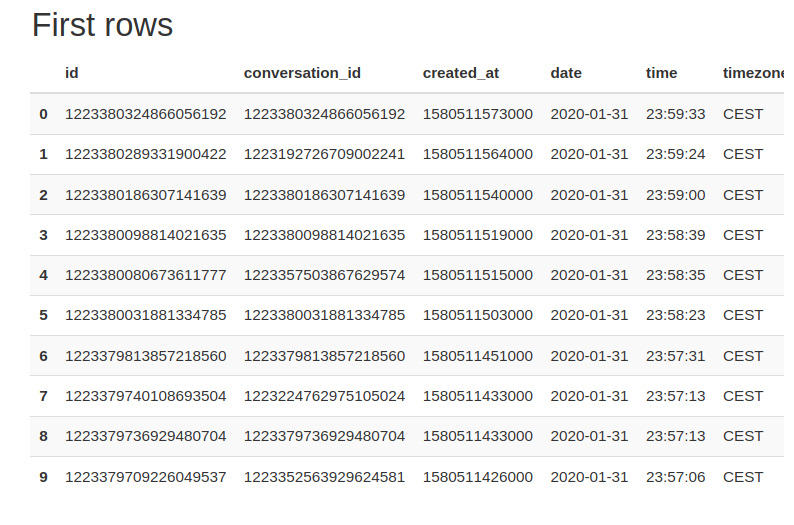 First rows
id conversation_id created_at date time timezone
0 1223380324866056192 1223380324866056192 1580511573000 2020-01-31 23:59:33 CEST
1 1223380289331900422 1223192726709002241 1580511564000 2020-01-31 23:59:24 CEST
2 1223380186307141639 1223380186307141639 1580511540000 2020-01-31 23:59:00 CEST
3 1223380098814021635 1223380098814021635 1580511519000 2020-01-31 23:58:39 CEST
4 1223380080673611777 1223357503867629574 1580511515000 2020-01-31 23:58:35 CEST
5 1223380031881334785 1223380031881334785 1580511503000 2020-01-31 23:58:23 CEST
6 1223379813857218560 1223379813857218560 1580511451000 2020-01-31 23:57:31 CEST
7 1223379740108693504 1223224762975105024 1580511433000 2020-01-31 23:57:13 CEST
8 1223379736929480704 1223379736929480704 1580511433000 2020-01-31 23:57:13 CEST
9 1223379709226049537 1223352563929624581 1580511426000 2020-01-31 23:57:06 CEST